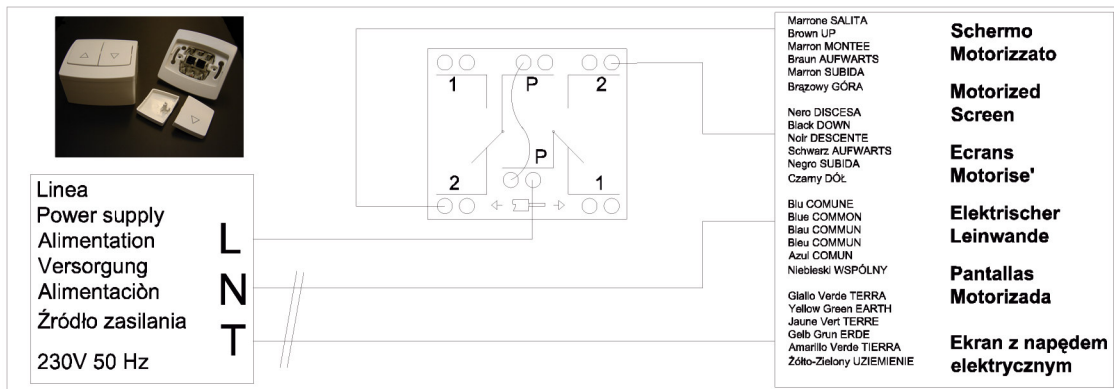 Linea
Power supply
Alimentation
Versorgung
Alimentaciòn
Źródło zasilania
230V 50 Hz
L
N
T
1
P
2
P
2
1
Marrone SALITA
Brown UP
Marron MONTEE
Braun AUFWARTS
Marron SUBIDA
Brązowy GÓRA
Nero DISCESA
Black DOWN
Noir DESCENTE
Schwarz AUFWARTS
Negro SUBIDA
Czarny DÓŁ
Blu COMUNE
Blue COMMON
Blau COMMUN
Bleu COMMUN
Azul COMUN
Niebieski WSPÓLNY
Giallo Verde TERRA
Yellow Green EARTH
Jaune Vert TERRE
Gelb Grun ERDE
Amarillo Verde TIERRA
Żółto-Zielony UZIEMIENIE
Schermo
Motorizzato
Motorized
Screen
Ecrans
Motorise'
Elektrischer
Leinwande
Pantallas
Motorizada
Ekran z napędem
elektrycznym